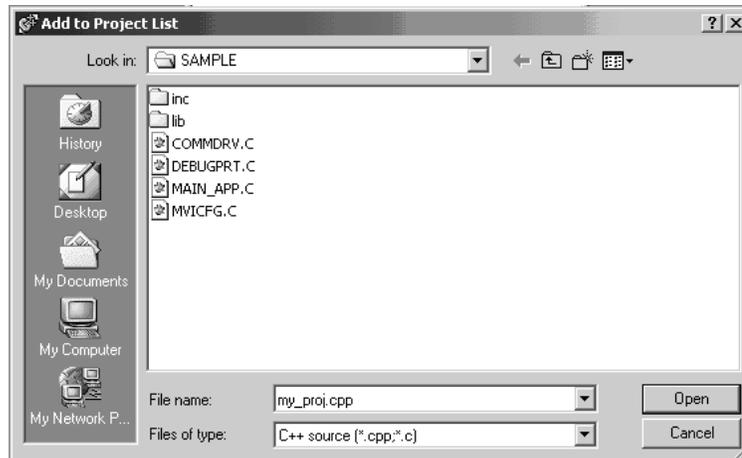 Add to Project List
Look in: SAMPLE
History
Desktop
My Documents
My Computer
My Network P...
inc
lib
COMMDRV.C
DEBUGPRT.C
MAIN_APP.C
MVICFG.C
File name: my_proj.cpp Open
Files of type: C++ source (*.cpp;*.c) Cancel